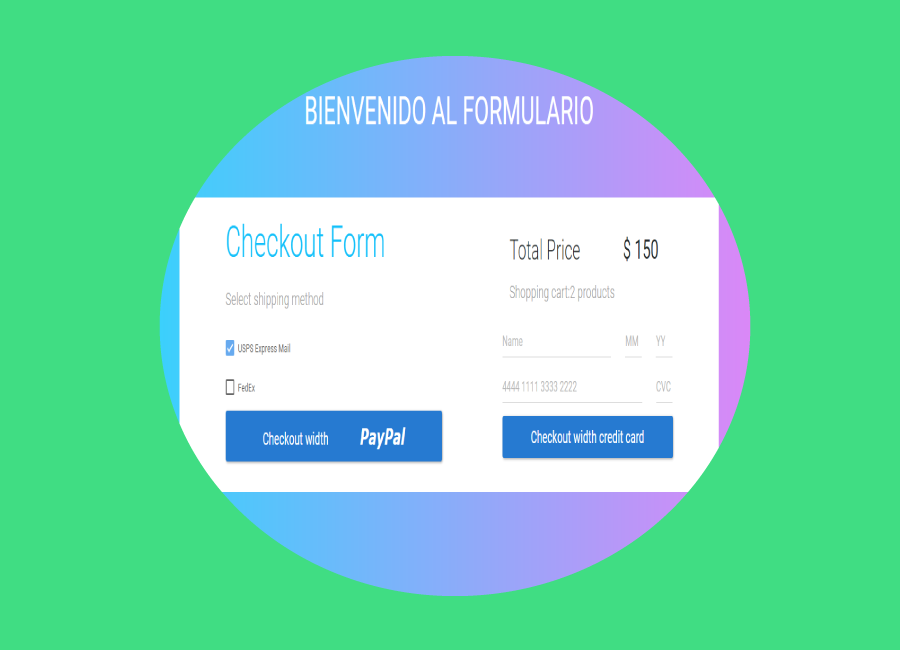 BIENVENIDO AL FORMULARIO
Checkout Form
Select shipping method
USPS Express Mail
FedEx
Checkout width PayPal
Total Price $ 150
Shopping cart:2 products
Name MM YY
4444 1111 3333 2222 CVC
Checkout width credit card